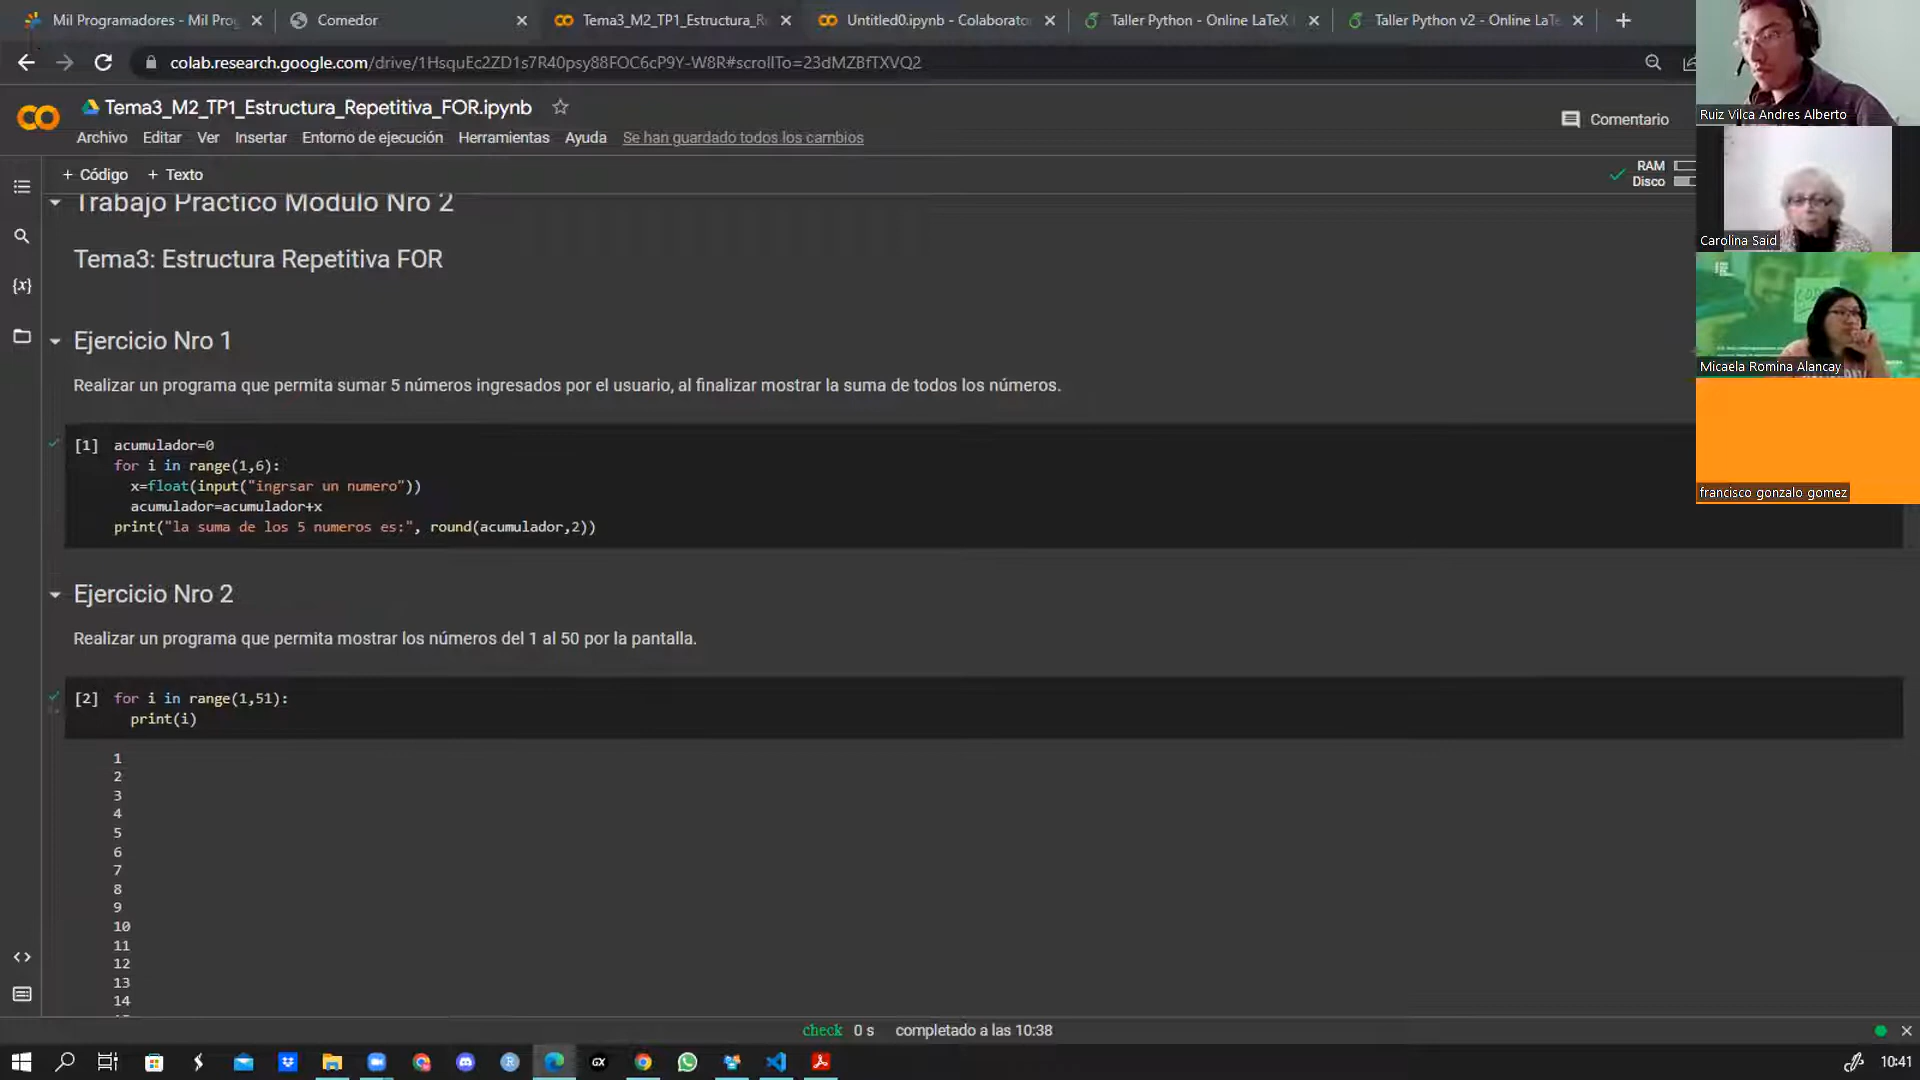 Mil Programadores - Mil Prog
Comedor
Tema3_M2_TP1_Estructura_R
Untitled0.ipynb - Colaborato
Taller Python - Online LaTeX
Taller Python v2 - Online LaTe
colab.research.google.com/drive/1HsquEc2ZD1s7R40psy88FOC6cP9Y-W8R#scrollTo=23dMZBfTXVQ2
Tema3_M2_TP1_Estructura_Repetitiva_FOR.ipynb
Comentario
Archivo Editar Ver Insertar Entorno de ejecución Herramientas Ayuda Se han guardado todos los cambios
+ Código + Texto
RAM
Disco
Trabajo Practico Modulo Nro 2
Tema3: Estructura Repetitiva FOR
Ejercicio Nro 1
Realizar un programa que permita sumar 5 números ingresados por el usuario, al finalizar mostrar la suma de todos los números.
[1] acumulador=0
for i in range(1,6):
x=float(input("ingrsar un numero"))
acumulador=acumulador+x
print("la suma de los 5 numeros es:", round(acumulador,2))
Ejercicio Nro 2
Realizar un programa que permita mostrar los números del 1 al 50 por la pantalla.
[2] for i in range(1,51):
print(i)
1
2
3
4
5
6
7
8
9
10
11
12
13
14
check 0 s completado a las 10:38
Ruiz Vilca Andres Alberto
Carolina Said
Micaela Romina Alancay
francisco gonzalo gomez
10:41